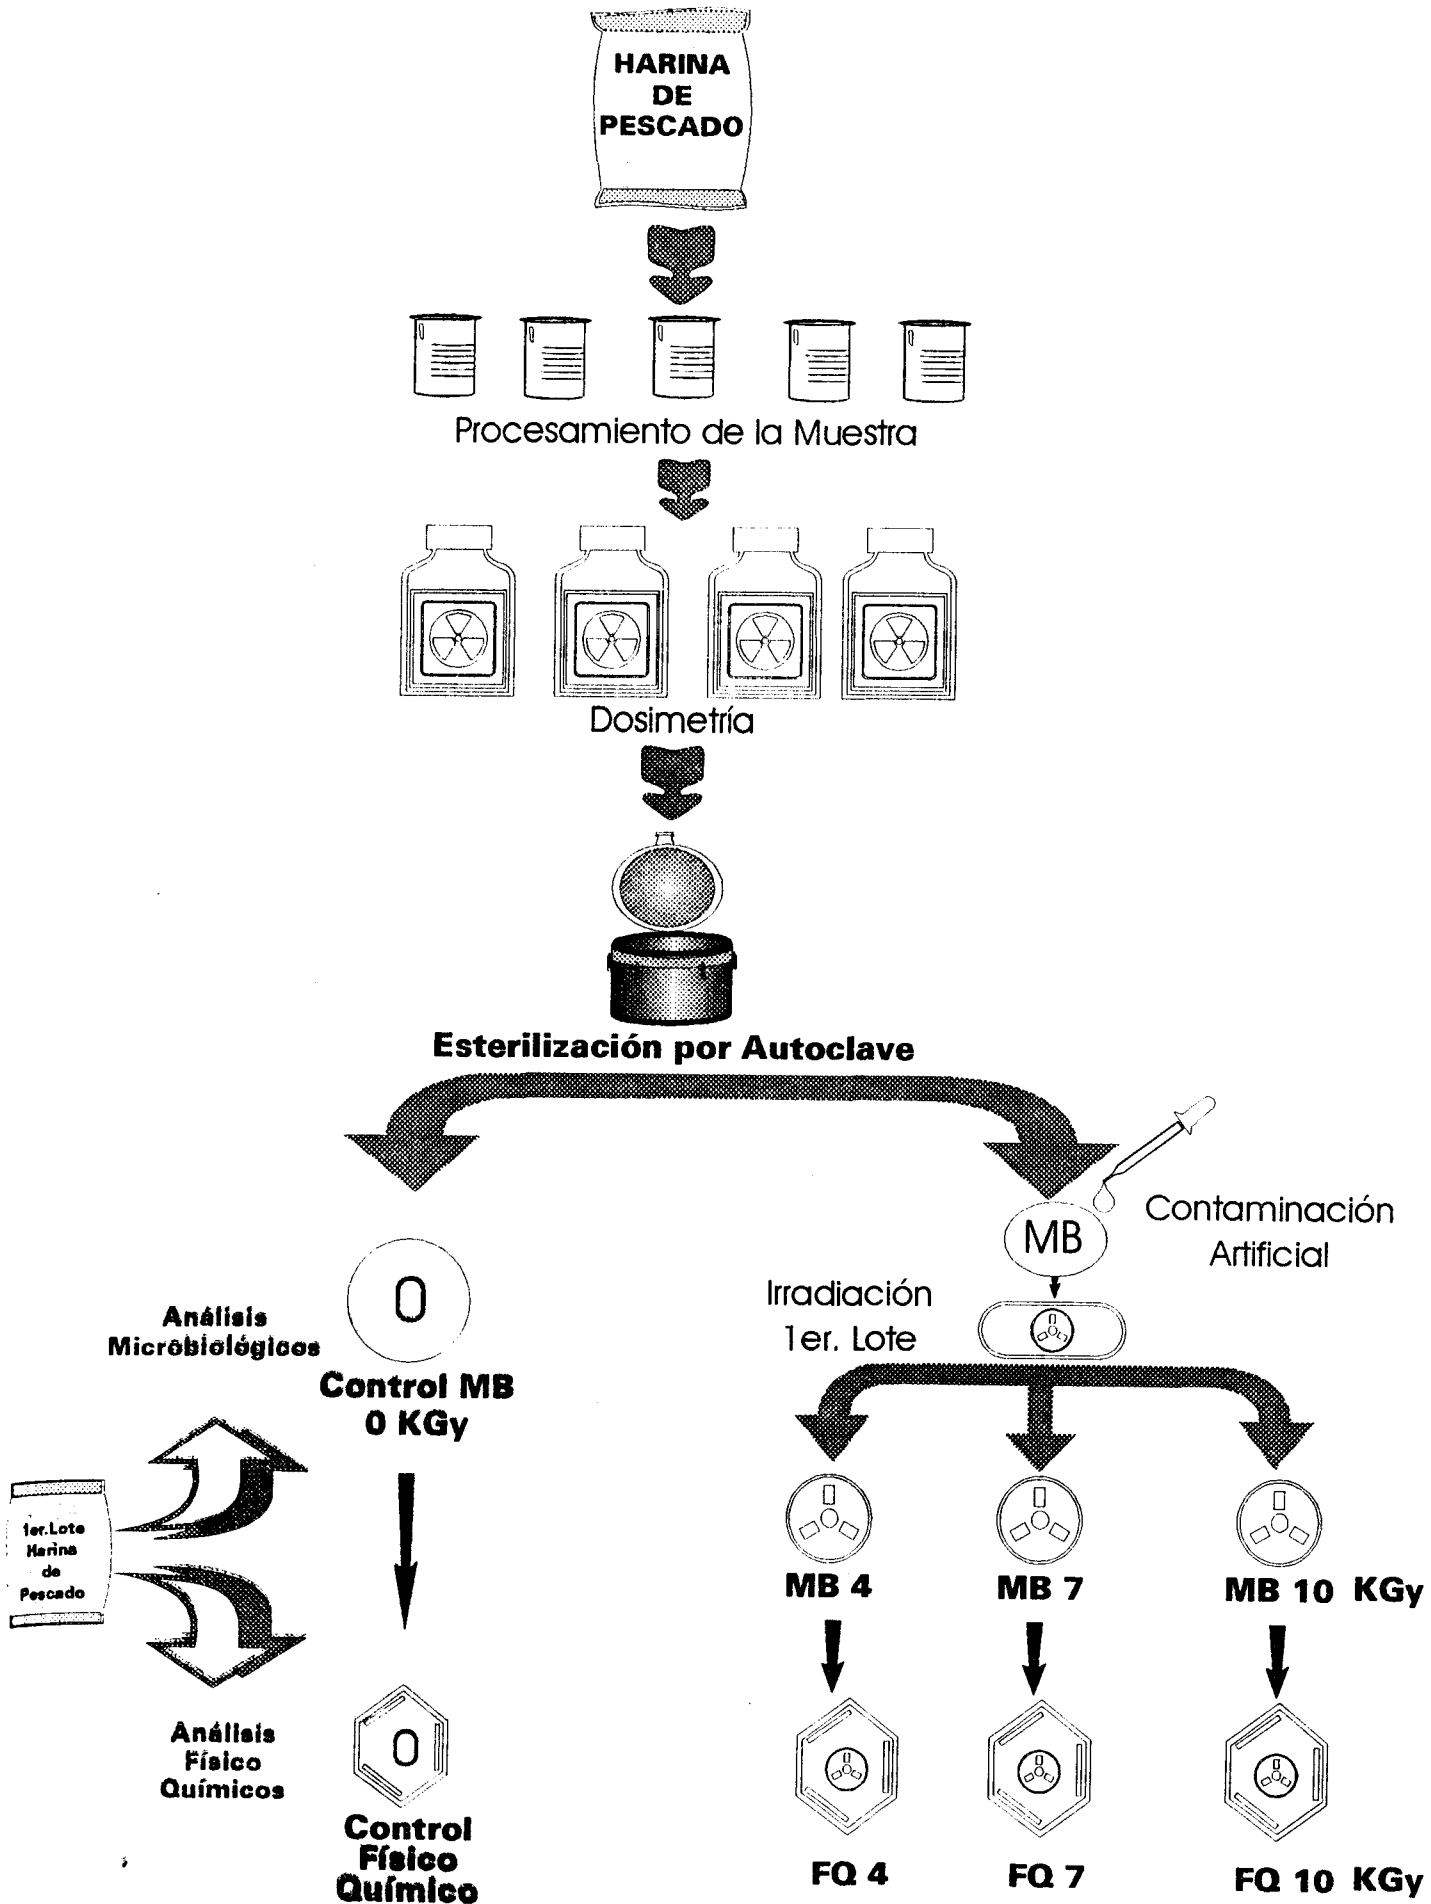 HARINA
DE
PESCADO
Procesamiento de la Muestra
Dosimetría
Esterilización por Autoclave
MB
Contaminación
Artificial
Irradiación
1er. Lote
0
Análisis
Microbiológicos
Control MB
0 KGy
1er.Lote
Harina
de
Pescado
MB 4
MB 7
MB 10 KGy
0
Análisis
Físico
Químicos
Control
Físico
Químico
FQ 4
FQ 7
FQ 10 KGy